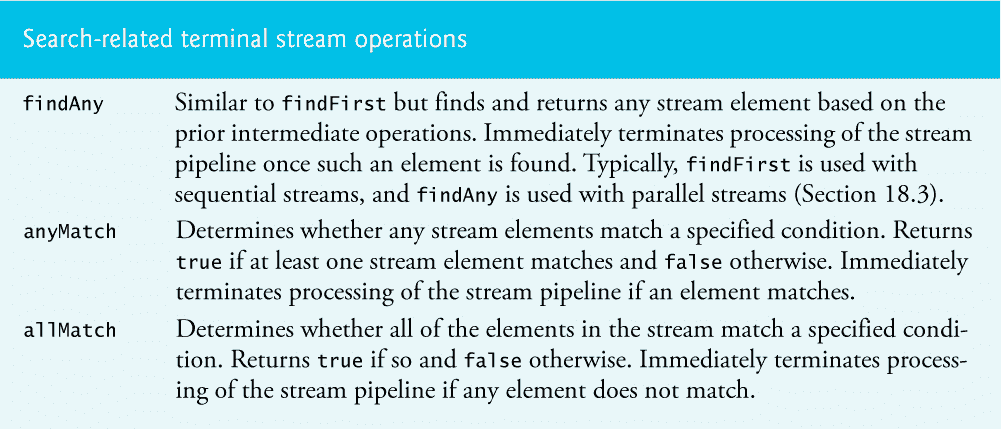 Search-related terminal stream operations
findAny Similar to findFirst but finds and returns any stream element based on the
prior intermediate operations. Immediately terminates processing of the stream
pipeline once such an element is found. Typically, findFirst is used with
sequential streams, and findAny is used with parallel streams (Section 18.3).
anyMatch Determines whether any stream elements match a specified condition. Returns
true if at least one stream element matches and false otherwise. Immediately
terminates processing of the stream pipeline if an element matches.
allMatch Determines whether all of the elements in the stream match a specified condi-
tion. Returns true if so and false otherwise. Immediately terminates process-
ing of the stream pipeline if any element does not match.